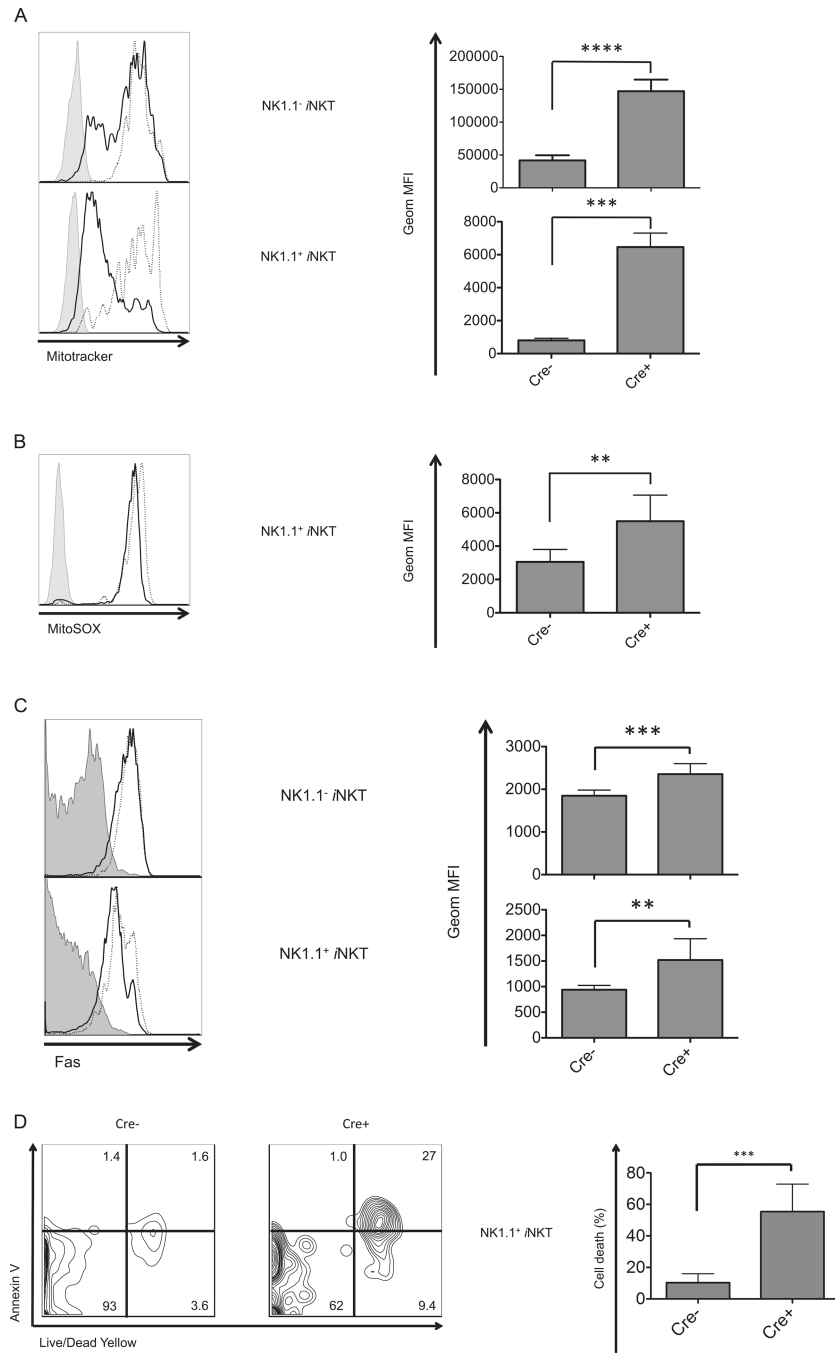 A
NK1.1- iNKT
NK1.1+ iNKT
Mitotracker
Geom MFI
****
200000
150000
100000
50000
0
***
8000
6000
4000
2000
0
Cre-
Cre+
B
NK1.1+ iNKT
MitoSOX
Geom MFI
**
8000
6000
4000
2000
0
Cre-
Cre+
C
NK1.1- iNKT
NK1.1+ iNKT
Fas
Geom MFI
***
3000
2000
1000
0
**
2500
2000
1500
1000
500
0
Cre-
Cre+
D
Cre-
Cre+
1.4
1.6
93
3.6
1.0
27
62
9.4
Annexin V
Live/Dead Yellow
NK1.1+ iNKT
Cell death (%)
***
80
60
40
20
0
Cre-
Cre+